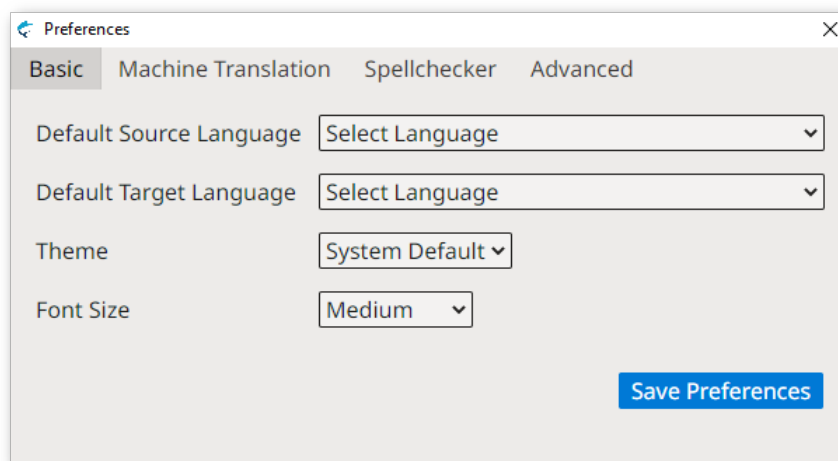 Preferences
Basic Machine Translation Spellchecker Advanced
Default Source Language Select Language
Default Target Language Select Language
Theme System Default
Font Size Medium
Save Preferences